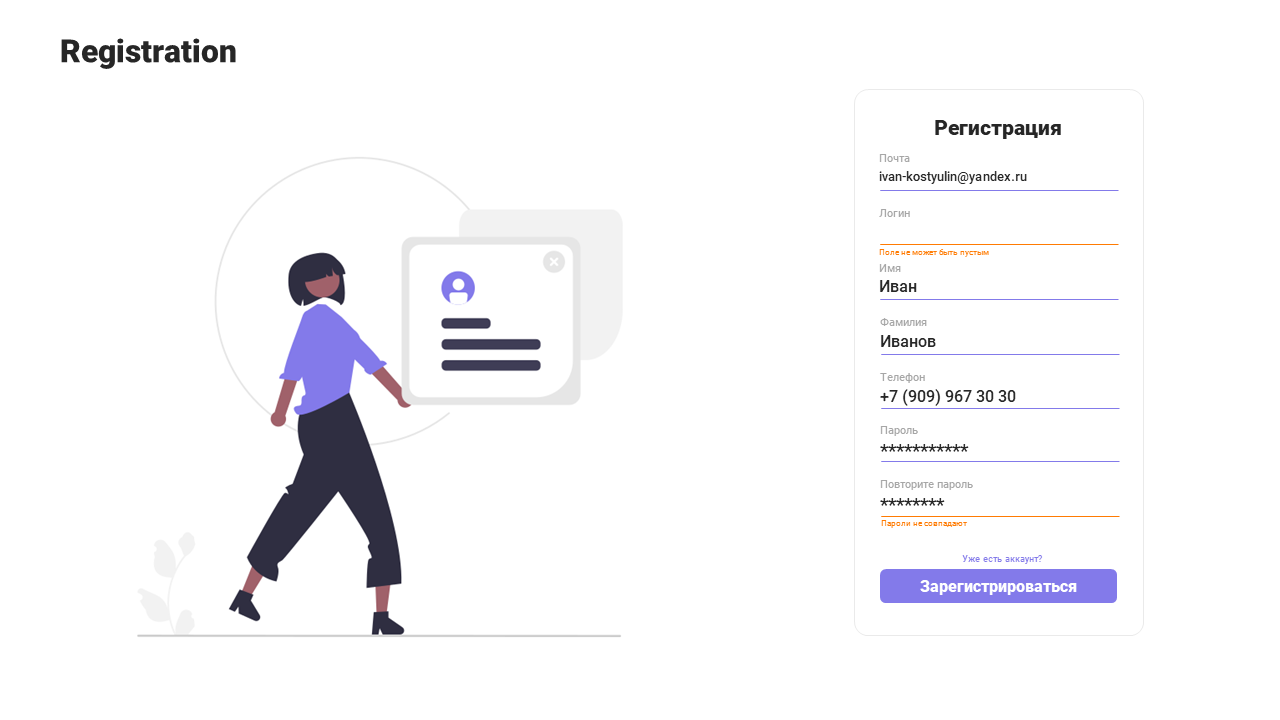 Registration
Регистрация
Почта
ivan-kostyulin@yandex.ru
Логин
Поле не может быть пустым
Имя
Иван
Фамилия
Иванов
Телефон
+7 (909) 967 30 30
Пароль
***********
Повторите пароль
********
Пароли не совпадают
Уже есть аккаунт?
Зарегистрироваться